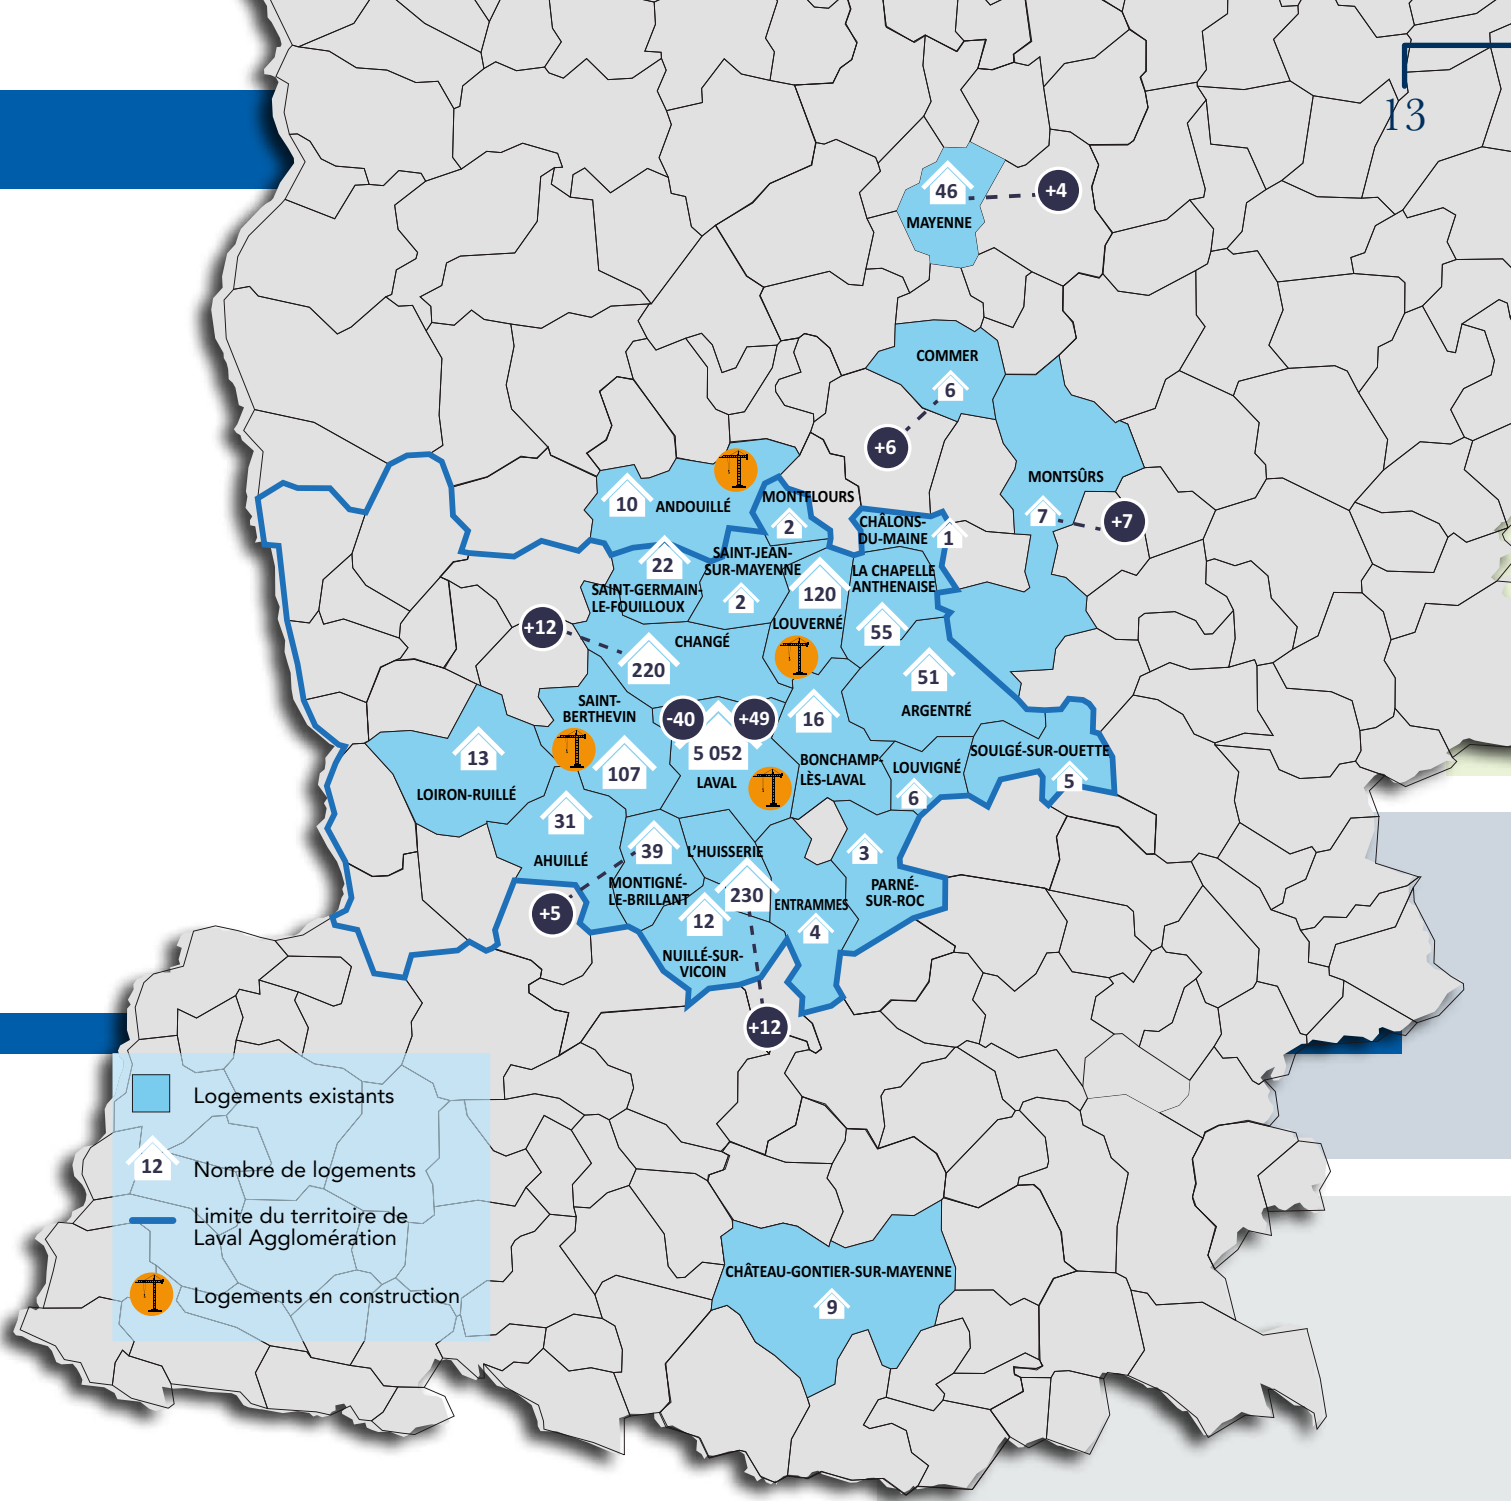 13
46
+4
MAYENNE
COMMER
6
+6
MONTSÛRS
7
+7
10
ANDOUILLÉ
MONTFLOURS
2
CHÂLONS-
DU-MAINE
1
22
SAINT-GERMAIN-
LE-FOUILLOUX
SAINT-JEAN-
SUR-MAYENNE
2
120
LOUVERNÉ
LA CHAPELLE
ANTHENAISE
55
+12
CHANGÉ
220
51
ARGENTRÉ
SAINT-
BERTHEVIN
107
-40
+49
5 052
LAVAL
16
BONCHAMP-
LÈS-LAVAL
LOUVIGNÉ
6
SOULGÉ-SUR-OUETTE
5
13
LOIRON-RUILLÉ
31
AHUILLÉ
39
MONTIGNÉ-
LE-BRILLANT
+5
L'HUISSERIE
230
12
NUILLÉ-SUR-
VICOIN
ENTRAMMES
4
3
PARNÉ-
SUR-ROC
+12
Logements existants
12
Nombre de logements
Limite du territoire de
Laval Agglomération
Logements en construction
CHÂTEAU-GONTIER-SUR-MAYENNE
9